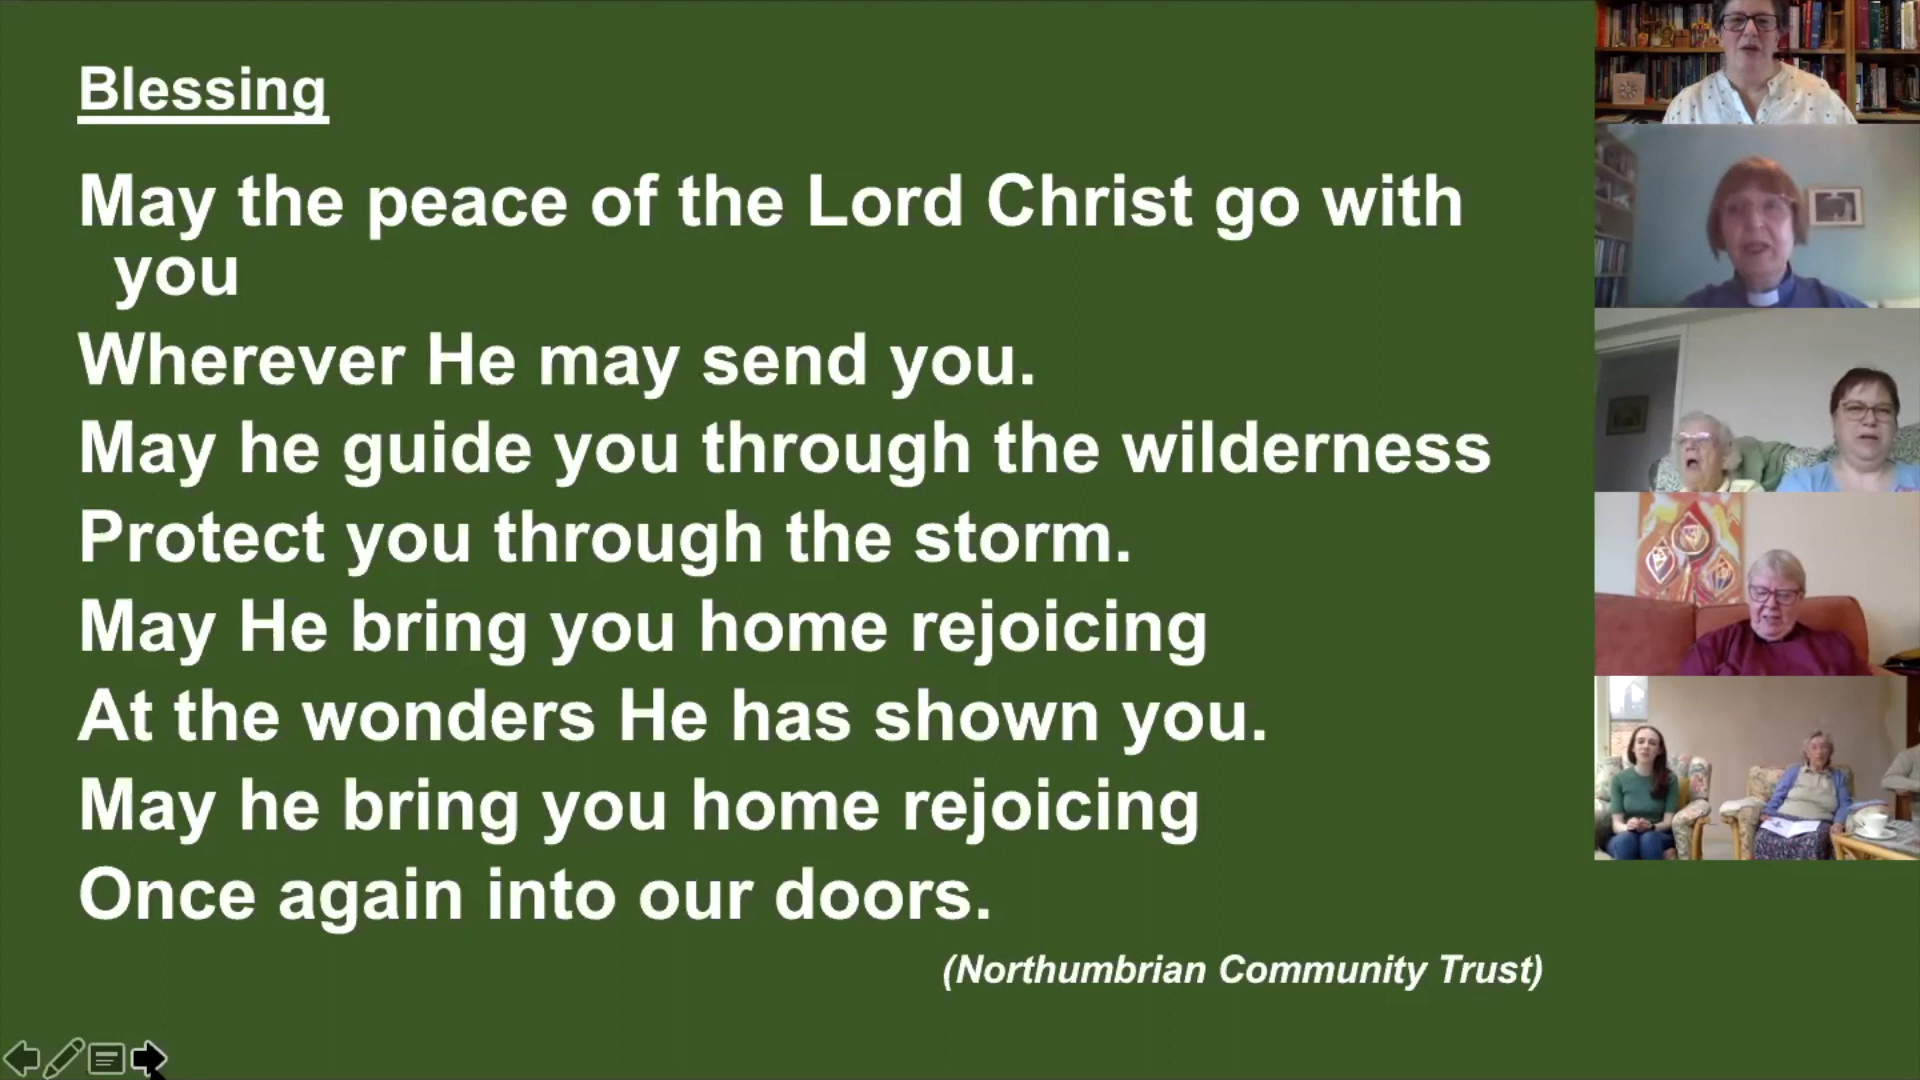 Blessing
May the peace of the Lord Christ go with
you
Wherever He may send you.
May he guide you through the wilderness
Protect you through the storm.
May He bring you home rejoicing
At the wonders He has shown you.
May he bring you home rejoicing
Once again into our doors.
(Northumbrian Community Trust)